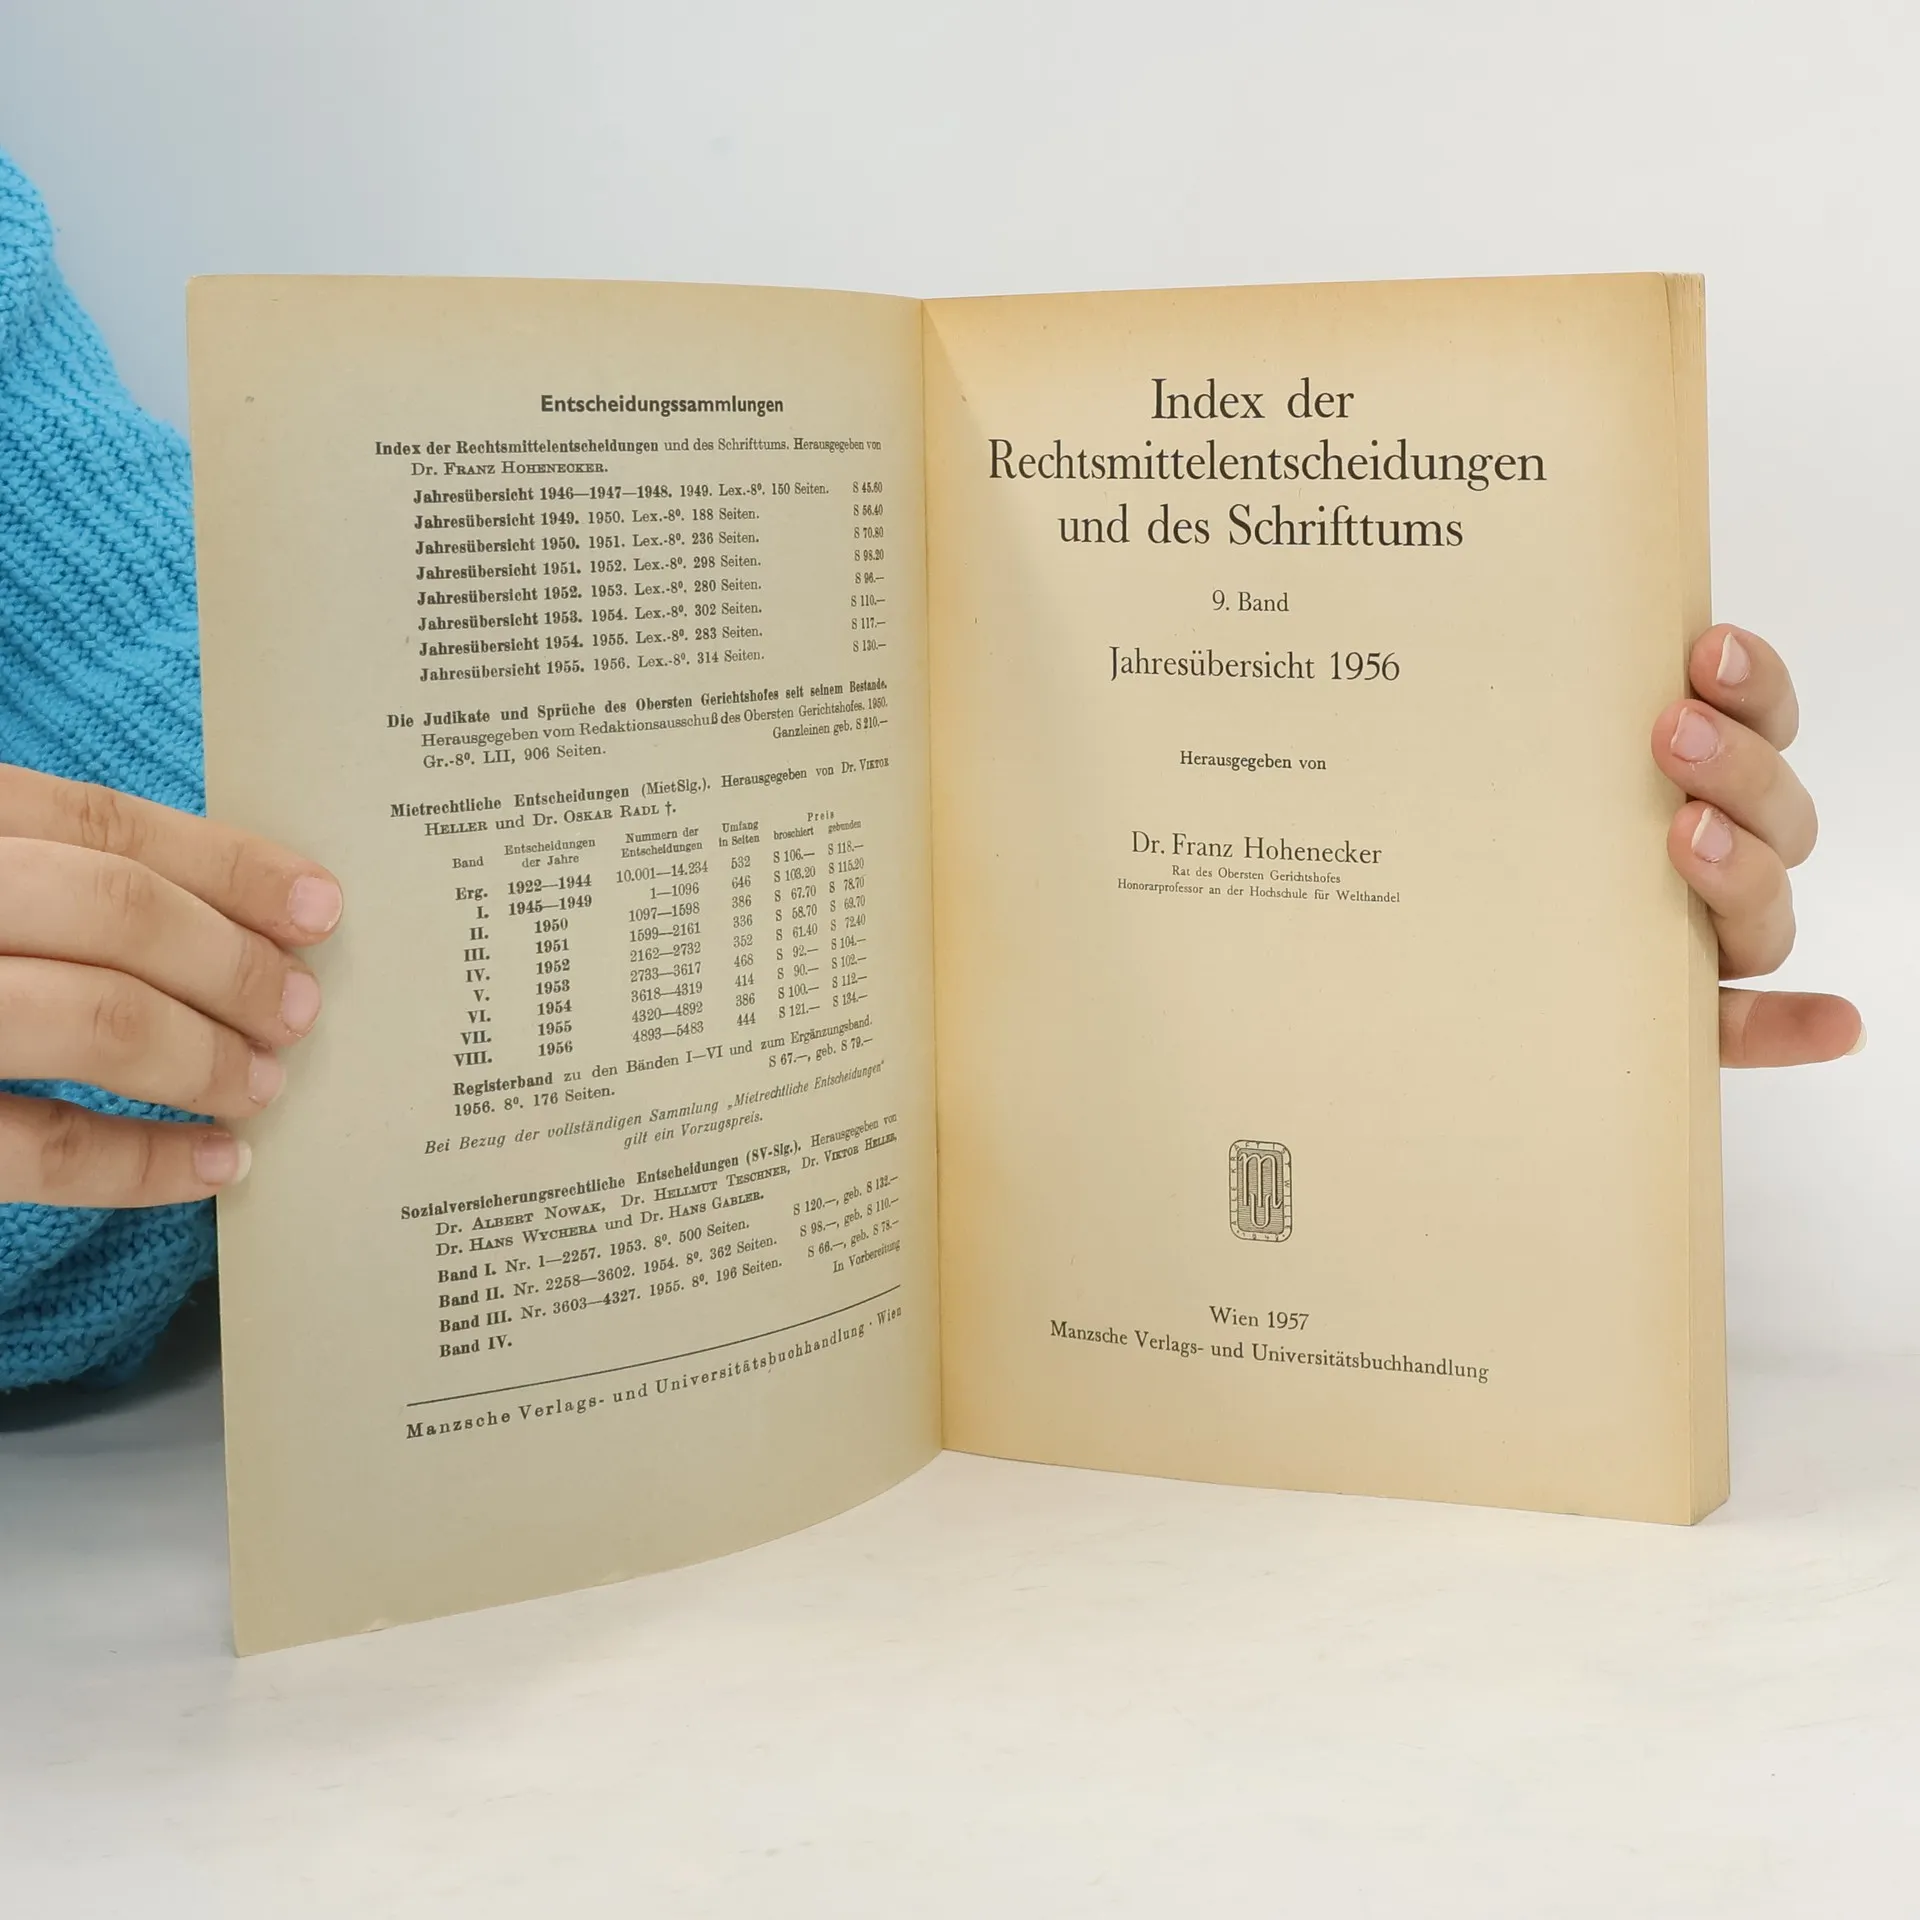 Entscheidungssammlungen
Index der Rechtsmittelentscheidungen und des Schrifttums. Herausgegeben von
Dr. FRANZ HOHENECKER.
Jahresübersicht 1946—1947—1948. 1949. Lex.-8⁰. 150 Seiten. S 45.60
Jahresübersicht 1949. 1950. Lex.-8⁰. 188 Seiten. S 56.40
Jahresübersicht 1950. 1951. Lex.-8⁰. 236 Seiten. S 70.80
Jahresübersicht 1951. 1952. Lex.-8⁰. 298 Seiten. S 98.20
Jahresübersicht 1952. 1953. Lex.-8⁰. 280 Seiten. S 96.—
Jahresübersicht 1953. 1954. Lex.-8⁰. 302 Seiten. S 110.—
Jahresübersicht 1954. 1955. Lex.-8⁰. 283 Seiten. S 117.—
Jahresübersicht 1955. 1956. Lex.-8⁰. 314 Seiten. S 130.—
Die Judikate und Sprüche des Obersten Gerichtshofes seit seinem Bestande.
Herausgegeben vom Redaktionsausschuß des Obersten Gerichtshofes. 1950.
Gr.-8⁰. LII, 906 Seiten. Ganzleinen geb. S 210.—
Mietrechtliche Entscheidungen (MietSlg.). Herausgegeben von Dr. VIKTOR
HELLER und Dr. OSKAR RADL †.
Band Entscheidungen der Jahre Nummern der Entscheidungen Umfang in Seiten Preis broschiert gebunden
Erg. 1922—1944 10.001—14.234 532 S 106.— S 118.—
I. 1945—1949 1—1096 646 S 103.20 S 115.20
II. 1950 1097—1598 386 S 67.70 S 78.70
III. 1951 1599—2161 336 S 58.70 S 69.70
IV. 1952 2162—2732 352 S 61.40 S 72.40
V. 1953 2733—3617 468 S 92.— S 104.—
VI. 1954 3618—4319 414 S 90.— S 102.—
VII. 1955 4320—4892 386 S 100.— S 112.—
VIII. 1956 4893—5483 444 S 121.— S 134.—
Registerband zu den Bänden I—VI und zum Ergänzungsband.
1956. 8⁰. 176 Seiten. S 67.—, geb. S 79.—
Bei Bezug der vollständigen Sammlung „Mietrechtliche Entscheidungen"
gilt ein Vorzugspreis.
Sozialversicherungsrechtliche Entscheidungen (SV-Slg.). Herausgegeben von
Dr. ALBERT NOWAK, Dr. HELLMUT TESCHNER, Dr. VIKTOR HELLER,
Dr. HANS WYCHERA und Dr. HANS GABLER.
Band I. Nr. 1—2257. 1953. 8⁰. 500 Seiten. S 120.—, geb. S 132.—
Band II. Nr. 2258—3602. 1954. 8⁰. 362 Seiten. S 98.—, geb. S 110.—
Band III. Nr. 3603—4327. 1955. 8⁰. 196 Seiten. S 66.—, geb. S 78.—
Band IV. In Vorbereitung
Manzsche Verlags- und Universitätsbuchhandlung · Wien
Index der
Rechtsmittelentscheidungen
und des Schrifttums
9. Band
Jahresübersicht 1956
Herausgegeben von
Dr. Franz Hohenecker
Rat des Obersten Gerichtshofes
Honorarprofessor an der Hochschule für Welthandel
Wien 1957
Manzsche Verlags- und Universitätsbuchhandlung